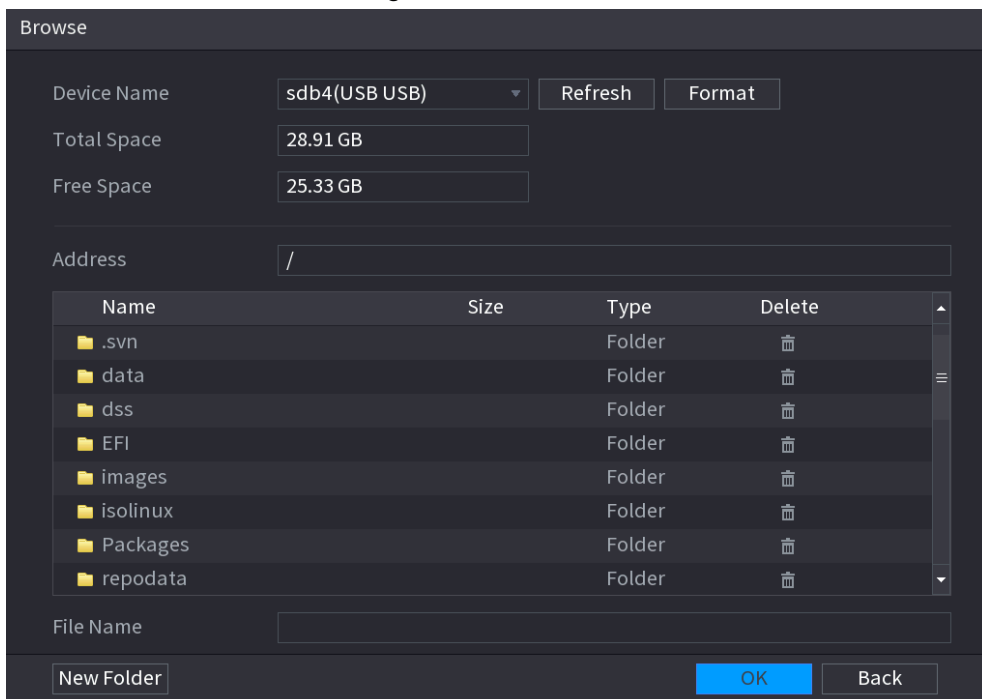 Browse
Device Name sdb4(USB USB) Refresh Format
Total Space 28.91 GB
Free Space 25.33 GB
Address /
Name Size Type Delete
.svn Folder
data Folder
dss Folder
EFI Folder
images Folder
isolinux Folder
Packages Folder
repodata Folder
File Name
New Folder OK Back